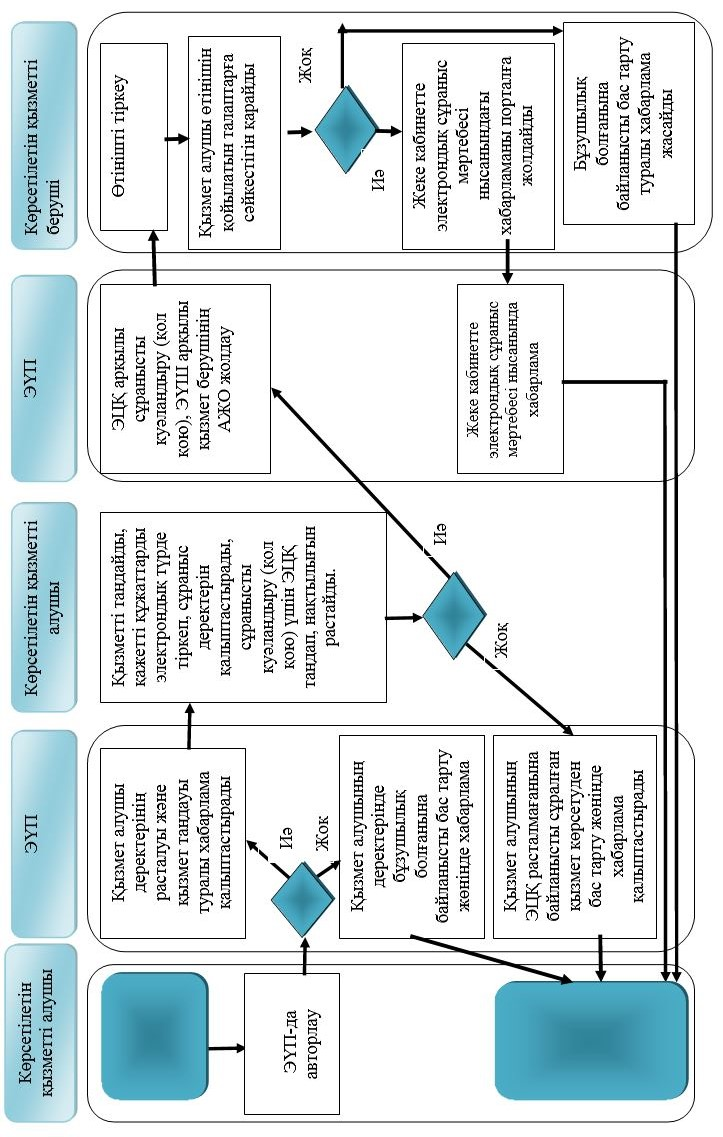 Көрсетілетін
қызметті алушы
ЭҮП
Көрсетілетін қызметті
алушы
ЭҮП
Көрсетілетін қызметті
беруші
ЭҮП-да
авторлау
Қызмет алушы
деректерінің
расталуы және
қызмет тандауы
туралы хабарлама
қалыптастырады
Иә
Жоқ
Қызмет алушының
деректерінде
бұзушылық
болғанына
байланысты бас тарту
жөнінде хабарлама
Қызмет алушының
ЭЦҚ расталмағанына
байланысты сұралған
қызмет көрсетуден
бас тарту жөнінде
хабарлама
қалыптастырады
Қызметті тандайды,
қажетті құжаттарды
электрондық түрде
тіркеп, сұраныс
деректерін
қалыптастырады,
сұранысты
куәландыру (қол
қою) үшін ЭЦҚ
тандап, нақтылығын
растайды.
Иә
Жоқ
ЭЦҚ арқылы
сұранысты
куәландыру (қол
қою), ЭҮШ арқылы
қызмет берушінің
АЖО жолдау
Жеке кабинетте
электрондық сұраныс
мәртебесі нысанында
хабарлама
Өтінішті тіркеу
Қызмет алушы өтінішін
қойылатын талаптарға
сәйкестігін қарайды
Жоқ
Иә
Жеке кабинетте
электрондық сұраныс
мәртебесі
нысанындағы
хабарламаны порталға
жолдайды
Бұзушылық
болғанына
байланысты бас тарту
туралы хабарлама
жасайды